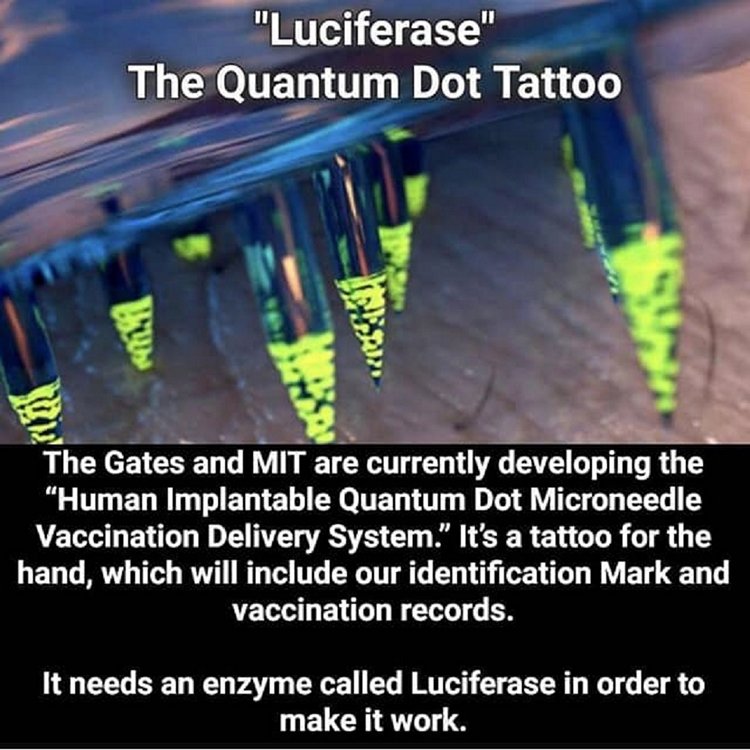 "Luciferase"
The Quantum Dot Tattoo
The Gates and MIT are currently developing the
“Human Implantable Quantum Dot Microneedle
Vaccination Delivery System.” It's a tattoo for the
hand, which will include our identification Mark and
vaccination records.
It needs an enzyme called Luciferase in order to
make it work.